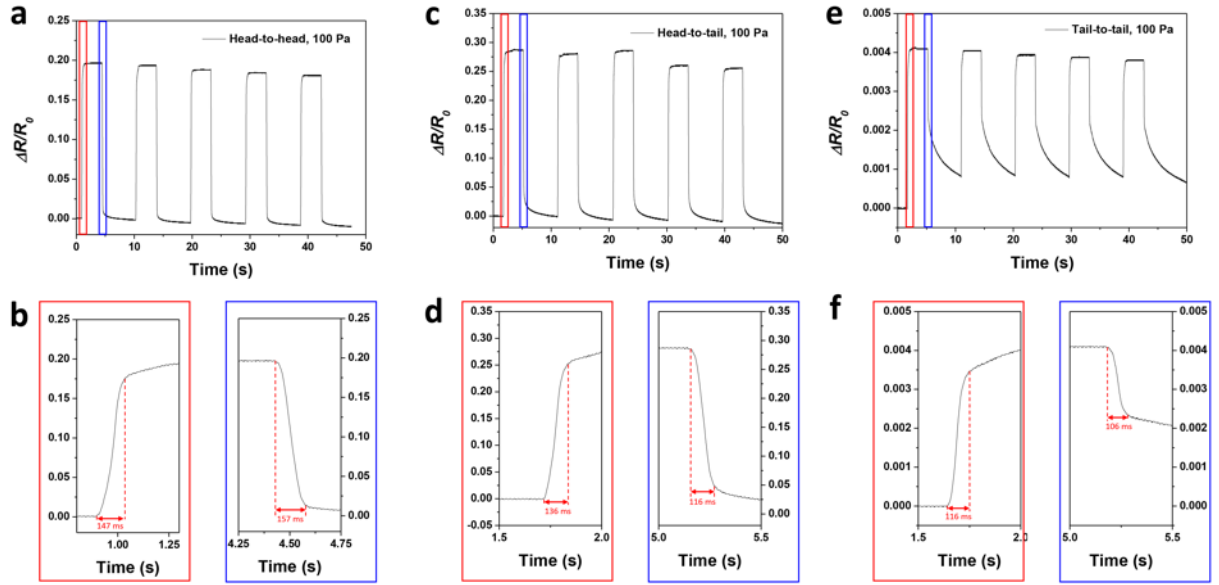 a
Head-to-head, 100 Pa
0.25
0.20
0.15
0.10
0.05
0.00
ΔR/R0
0 10 20 30 40 50
Time (s)
c
Head-to-tail, 100 Pa
0.35
0.30
0.25
0.20
0.15
0.10
0.05
0.00
ΔR/R0
0 10 20 30 40 50
Time (s)
e
Tail-to-tail, 100 Pa
0.005
0.004
0.003
0.002
0.001
0.000
ΔR/R0
0 10 20 30 40 50
Time (s)
b
0.25
0.20
0.15
0.10
0.05
0.00
147 ms
1.00 1.25
Time (s)
0.25
0.20
0.15
0.10
0.05
0.00
157 ms
4.25 4.50 4.75
Time (s)
d
0.35
0.30
0.25
0.20
0.15
0.10
0.05
0.00
-0.05
136 ms
1.5 2.0
Time (s)
0.35
0.30
0.25
0.20
0.15
0.10
0.05
0.00
116 ms
5.0 5.5
Time (s)
f
0.005
0.004
0.003
0.002
0.001
0.000
116 ms
1.5 2.0
Time (s)
0.005
0.004
0.003
0.002
0.001
0.000
106 ms
5.0 5.5
Time (s)